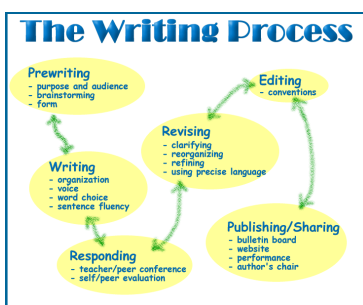 The Writing Process
Prewriting
- purpose and audience
- brainstorming
- form
Writing
- organization
- voice
- word choice
- sentence fluency
Responding
- teacher/peer conference
- self/peer evaluation
Revising
- clarifying
- reorganizing
- refining
- using precise language
Editing
- conventions
Publishing/Sharing
- bulletin board
- website
- performance
- author's chair